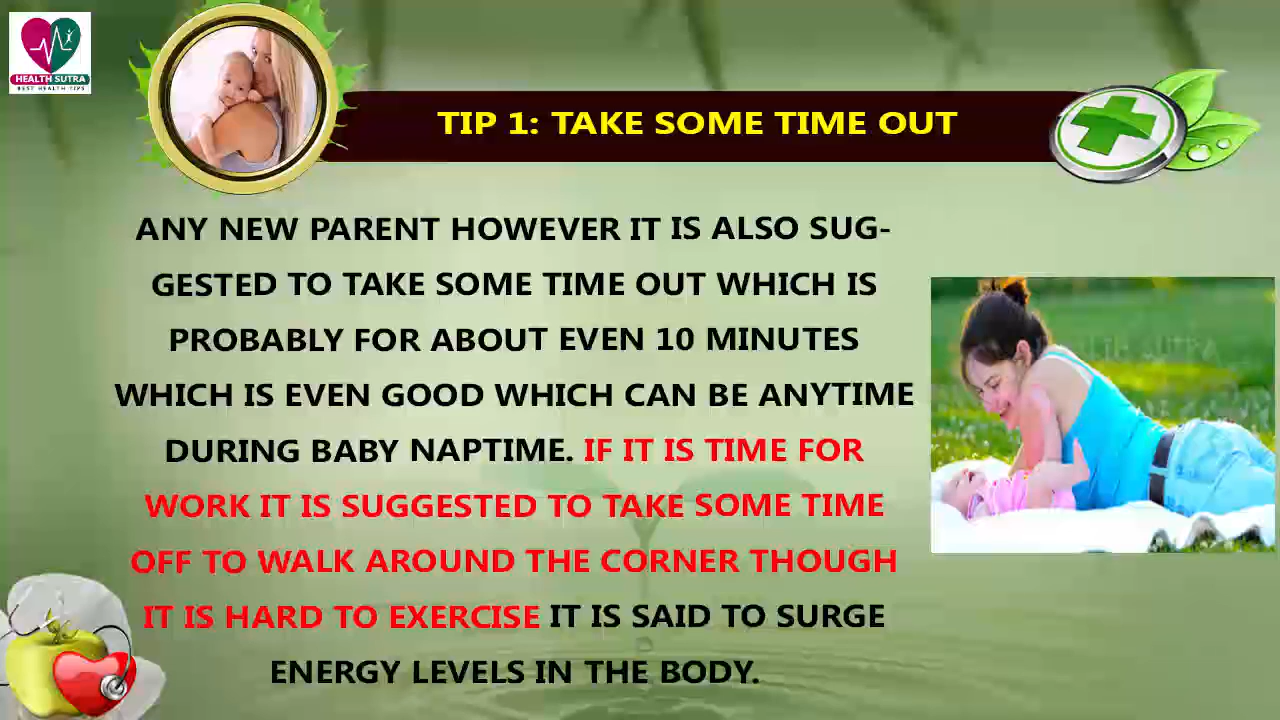 HEALTH SUTRA
BEST HEALTH TIPS
TIP 1: TAKE SOME TIME OUT
ANY NEW PARENT HOWEVER IT IS ALSO SUG-
GESTED TO TAKE SOME TIME OUT WHICH IS
PROBABLY FOR ABOUT EVEN 10 MINUTES
WHICH IS EVEN GOOD WHICH CAN BE ANYTIME
DURING BABY NAPTIME. IF IT IS TIME FOR
WORK IT IS SUGGESTED TO TAKE SOME TIME
OFF TO WALK AROUND THE CORNER THOUGH
IT IS HARD TO EXERCISE IT IS SAID TO SURGE
ENERGY LEVELS IN THE BODY.
SUTRA